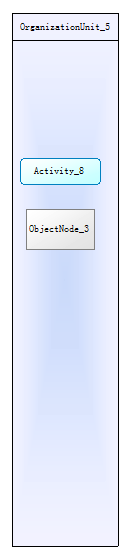 OrganizationUnit_5
Activity_8
ObjectNode_3